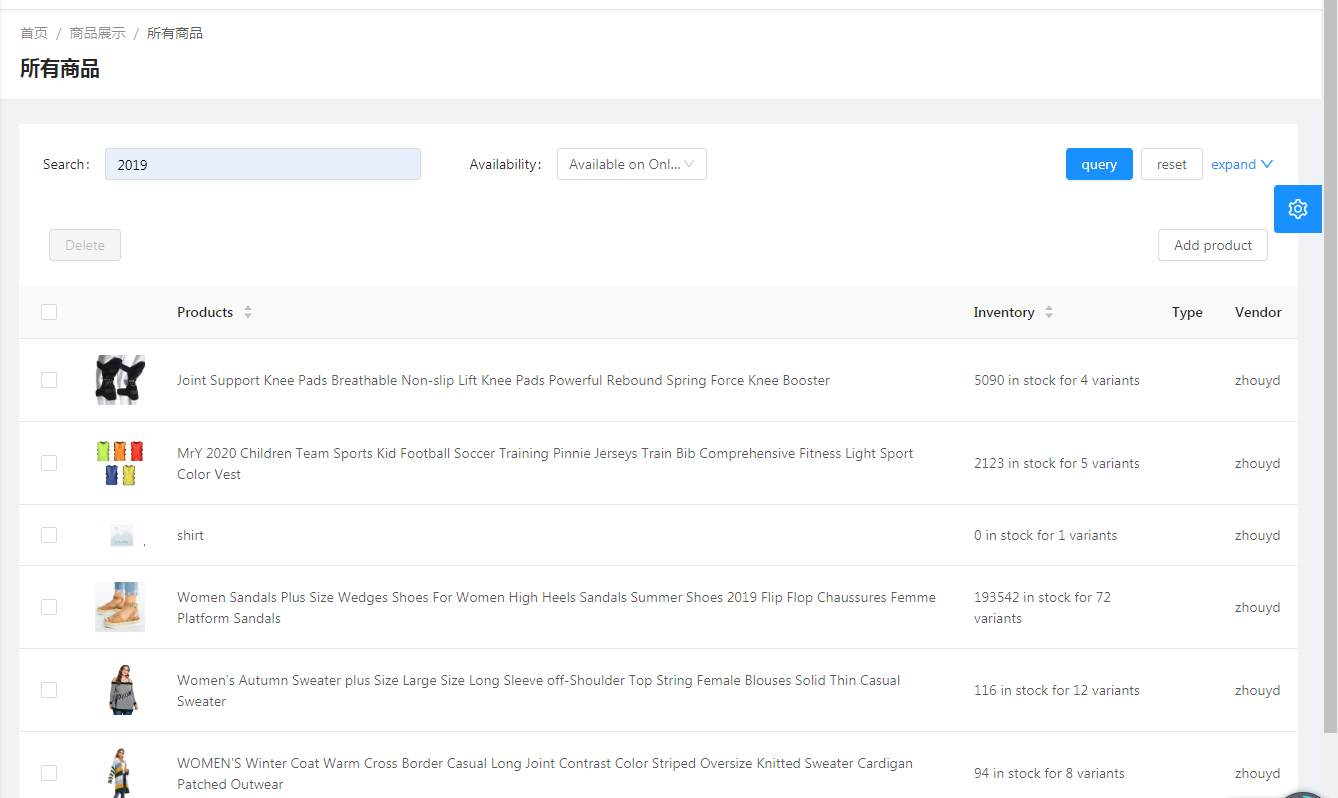 首页 / 商品展示 / 所有商品
所有商品
Search: 2019 Availability: Available on Onl... query reset expand
Delete Add product
Products Inventory Type Vendor
Joint Support Knee Pads Breathable Non-slip Lift Knee Pads Powerful Rebound Spring Force Knee Booster 5090 in stock for 4 variants zhouyd
MrY 2020 Children Team Sports Kid Football Soccer Training Pinnie Jerseys Train Bib Comprehensive Fitness Light Sport
Color Vest
2123 in stock for 5 variants zhouyd
shirt 0 in stock for 1 variants zhouyd
Women Sandals Plus Size Wedges Shoes For Women High Heels Sandals Summer Shoes 2019 Flip Flop Chaussures Femme
Platform Sandals
193542 in stock for 72
variants
zhouyd
Women's Autumn Sweater plus Size Large Size Long Sleeve off-Shoulder Top String Female Blouses Solid Thin Casual
Sweater
116 in stock for 12 variants zhouyd
WOMEN'S Winter Coat Warm Cross Border Casual Long Joint Contrast Color Striped Oversize Knitted Sweater Cardigan
Patched Outwear
94 in stock for 8 variants zhouyd